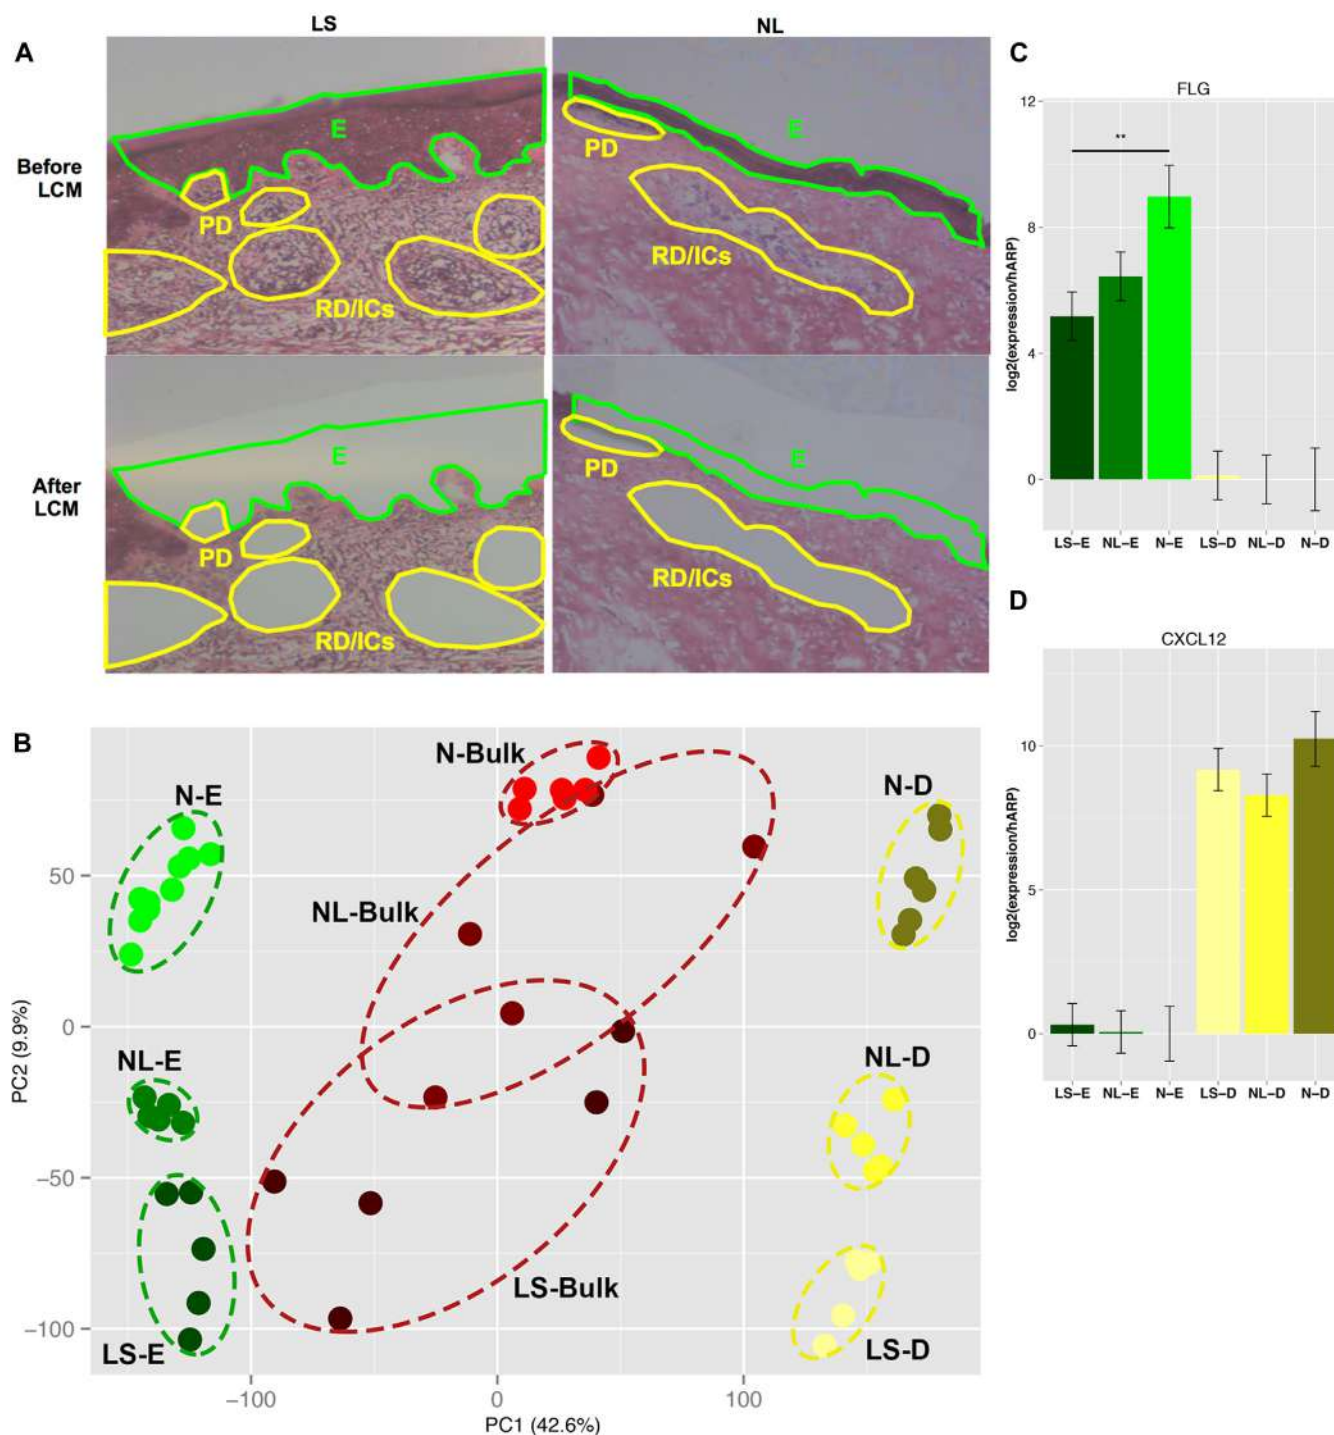 A
LS
NL
Before
LCM
E
PD
RD/ICs
E
PD
RD/ICs
After
LCM
E
PD
RD/ICs
E
PD
RD/ICs
B
N-Bulk
N-E
N-D
NL-Bulk
NL-E
NL-D
LS-Bulk
LS-E
LS-D
50
0
−50
−100
PC2 (9.9%)
−100
0
100
PC1 (42.6%)
C
FLG
**
12
8
4
0
log2(expression/hARP)
LS−E NL−E N−E LS−D NL−D N−D
D
CXCL12
10
5
0
log2(expression/hARP)
LS−E NL−E N−E LS−D NL−D N−D